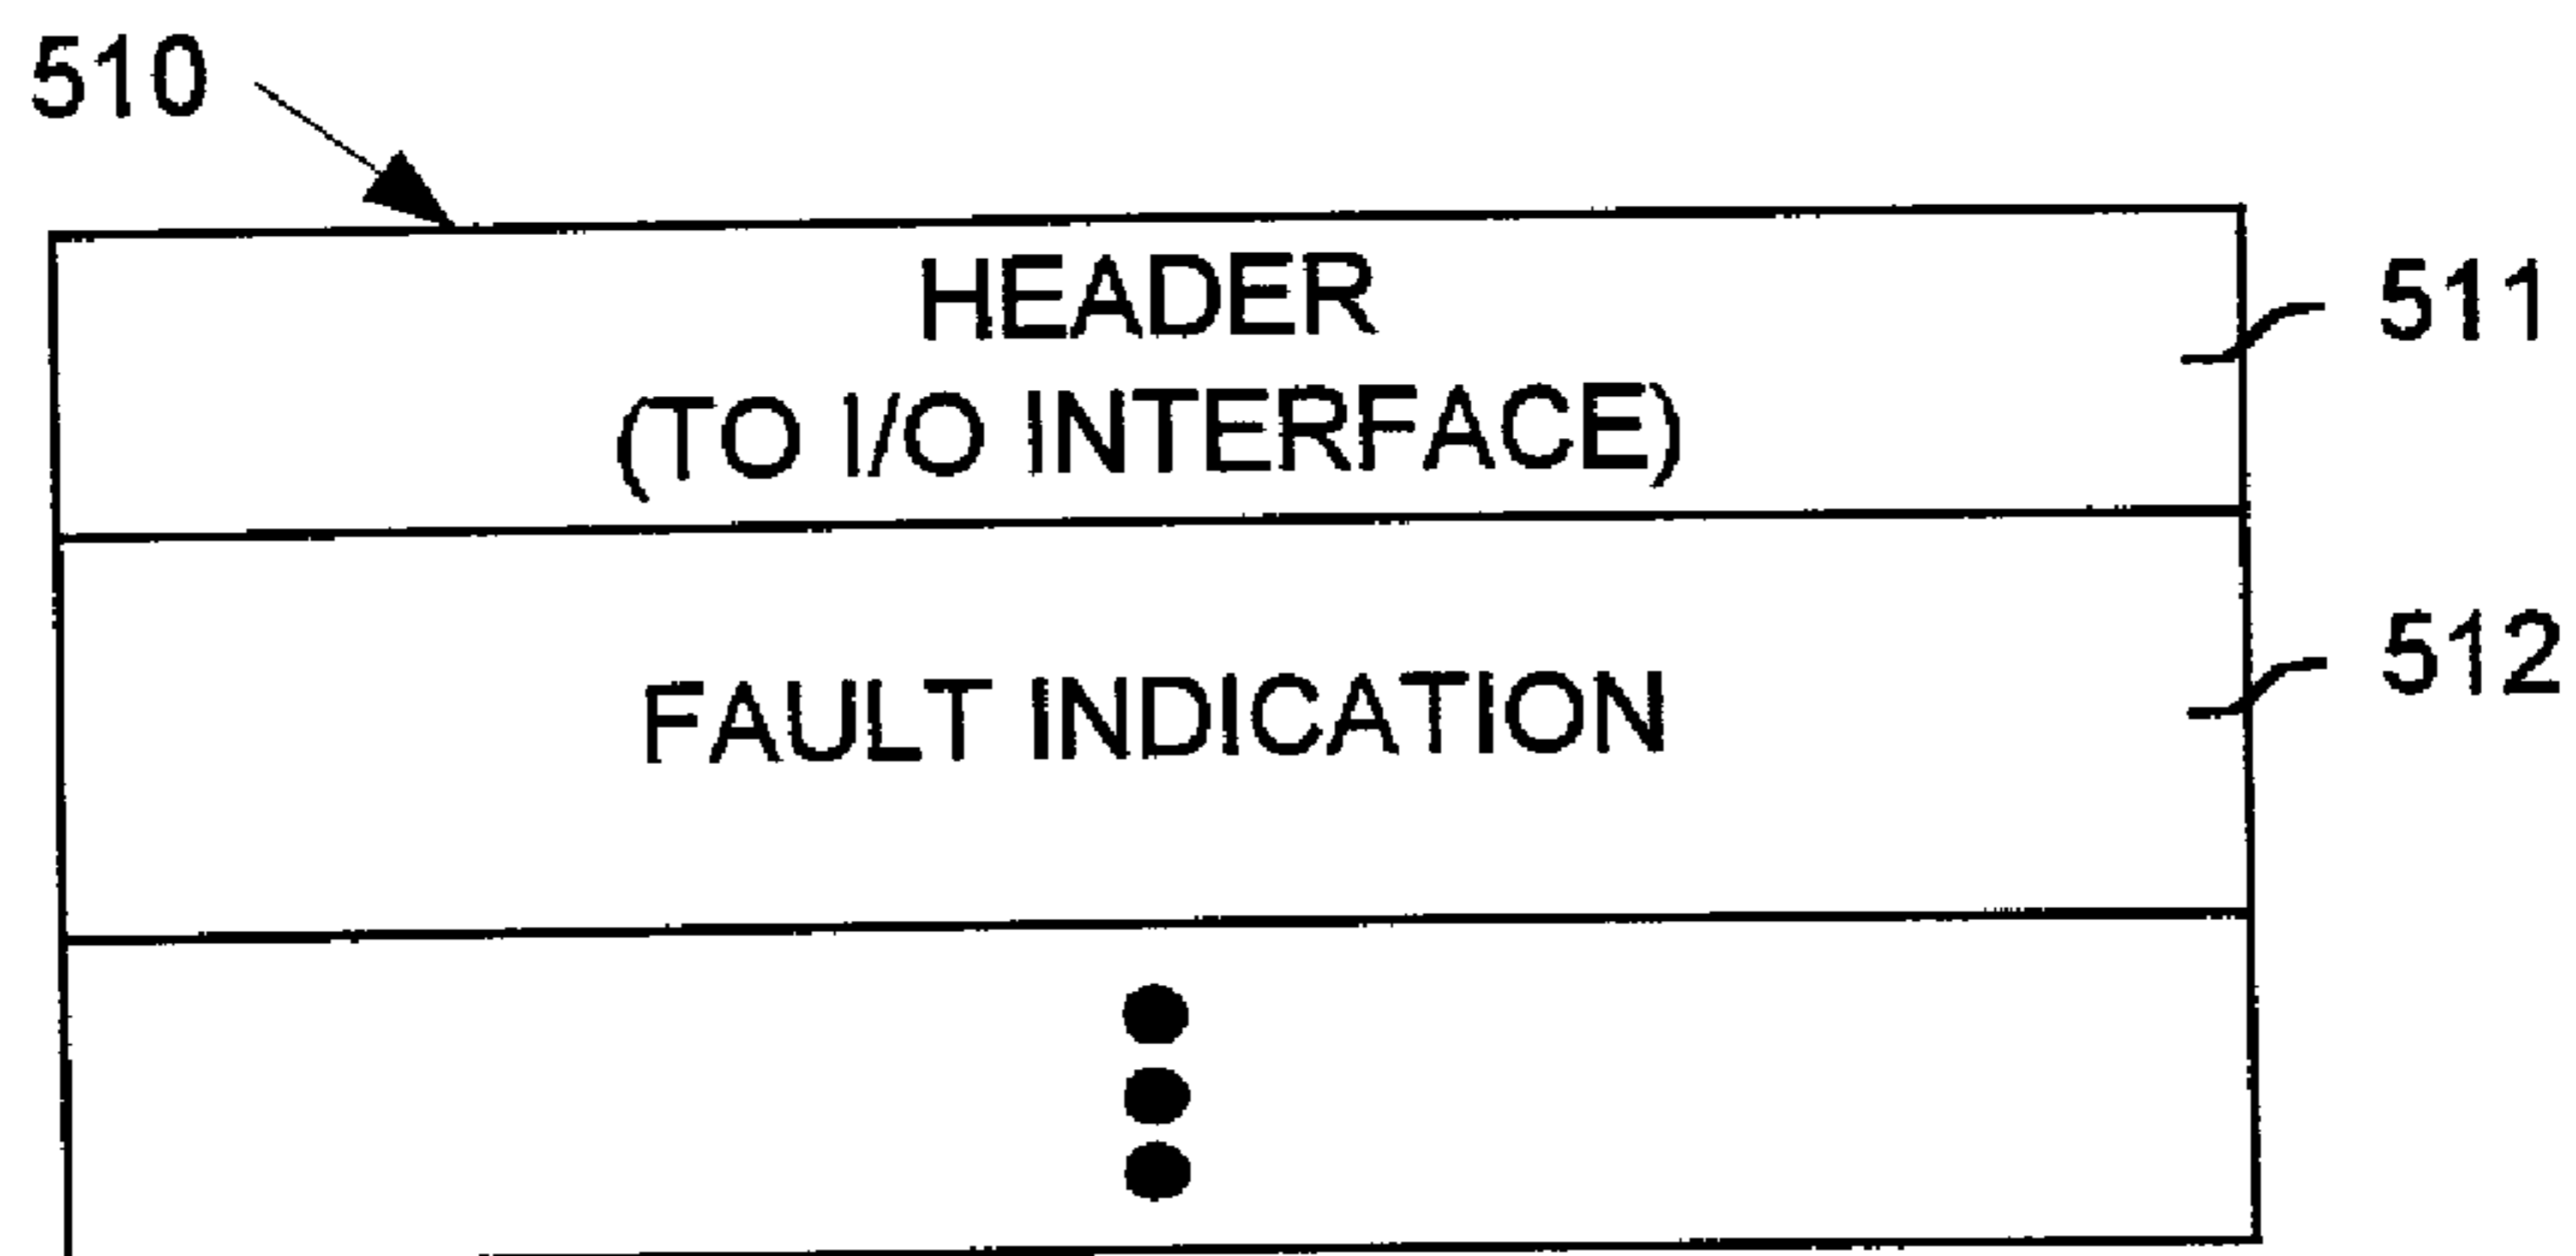 510
HEADER
511
(TO I/O INTERFACE)
512
FAULT INDICATION